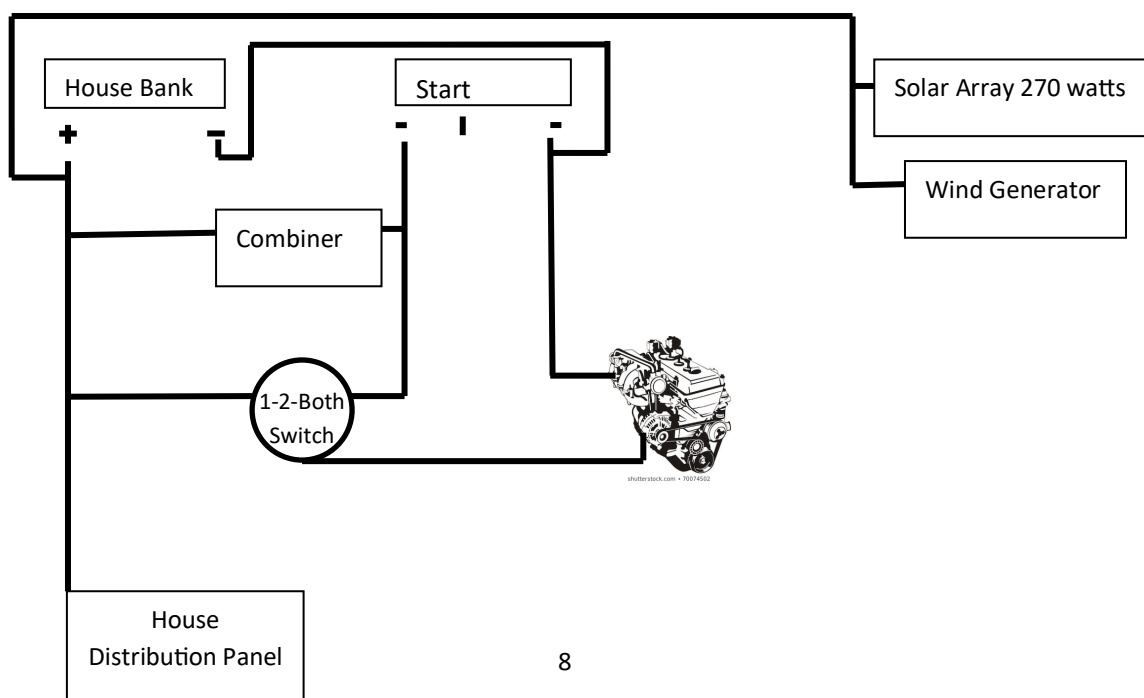 House Bank
Start
Solar Array 270 watts
+
-
-
I
-
Wind Generator
Combiner
1-2-Both
Switch
shutterstock.com • 70074502
House
Distribution Panel
8